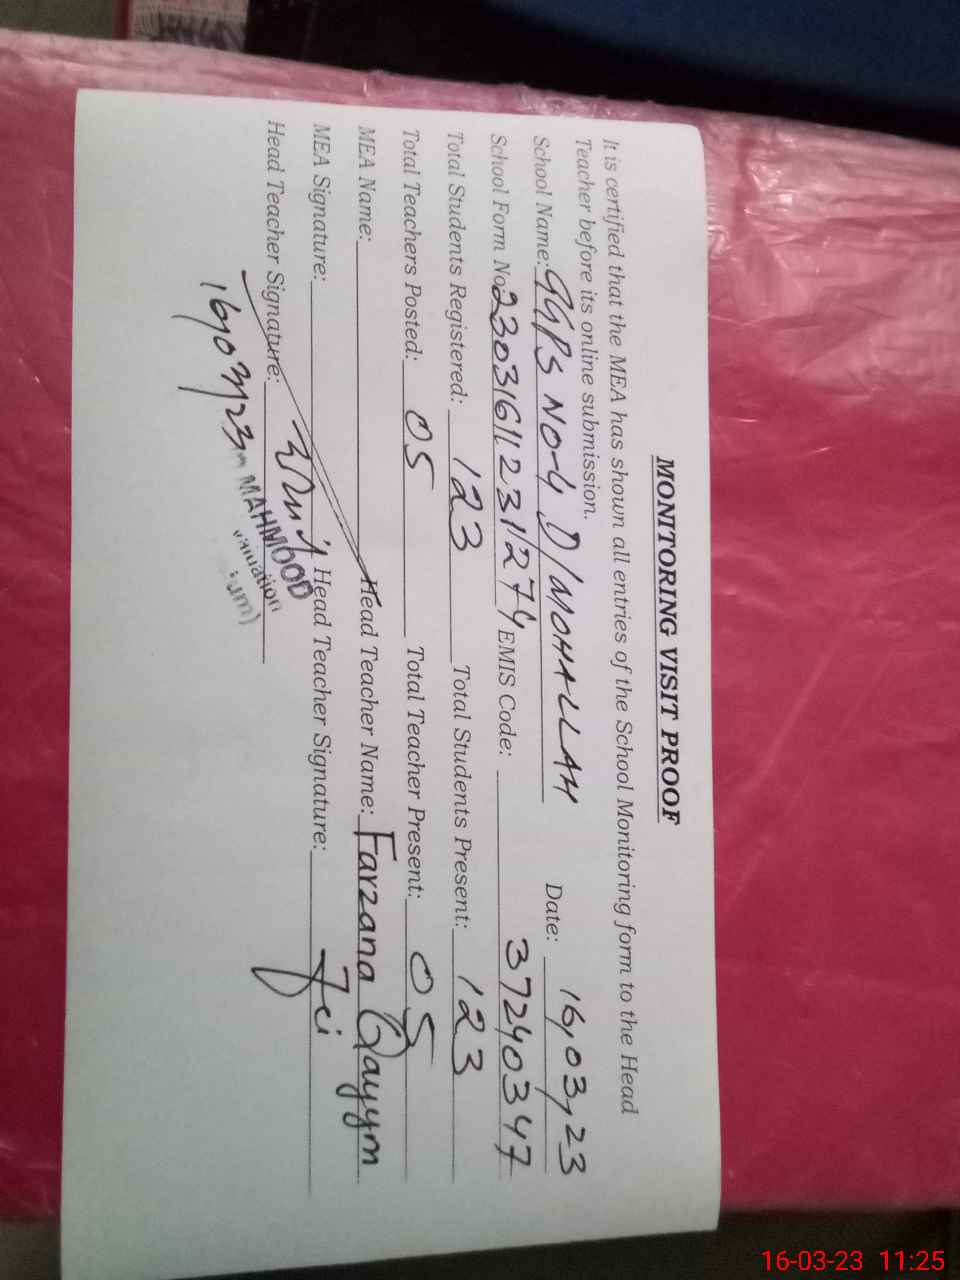 MONITORING VISIT PROOF
It is certified that the MEA has shown all entries of the School Monitoring form to the Head
Teacher before its online submission.
School Name: GGPS NO-4 D/MOHALLAH Date: 16,03,23
School Form No 23031611231274 EMIS Code: 37240347
Total Students Registered: 123 Total Students Present: 123
Total Teachers Posted: 05 Total Teacher Present: 05
MEA Name: Head Teacher Name: Farzana Qayym
MEA Signature: Head Teacher Signature:
Head Teacher Signature:
16,03,23 MAHMOOD
16-03-23 11:25